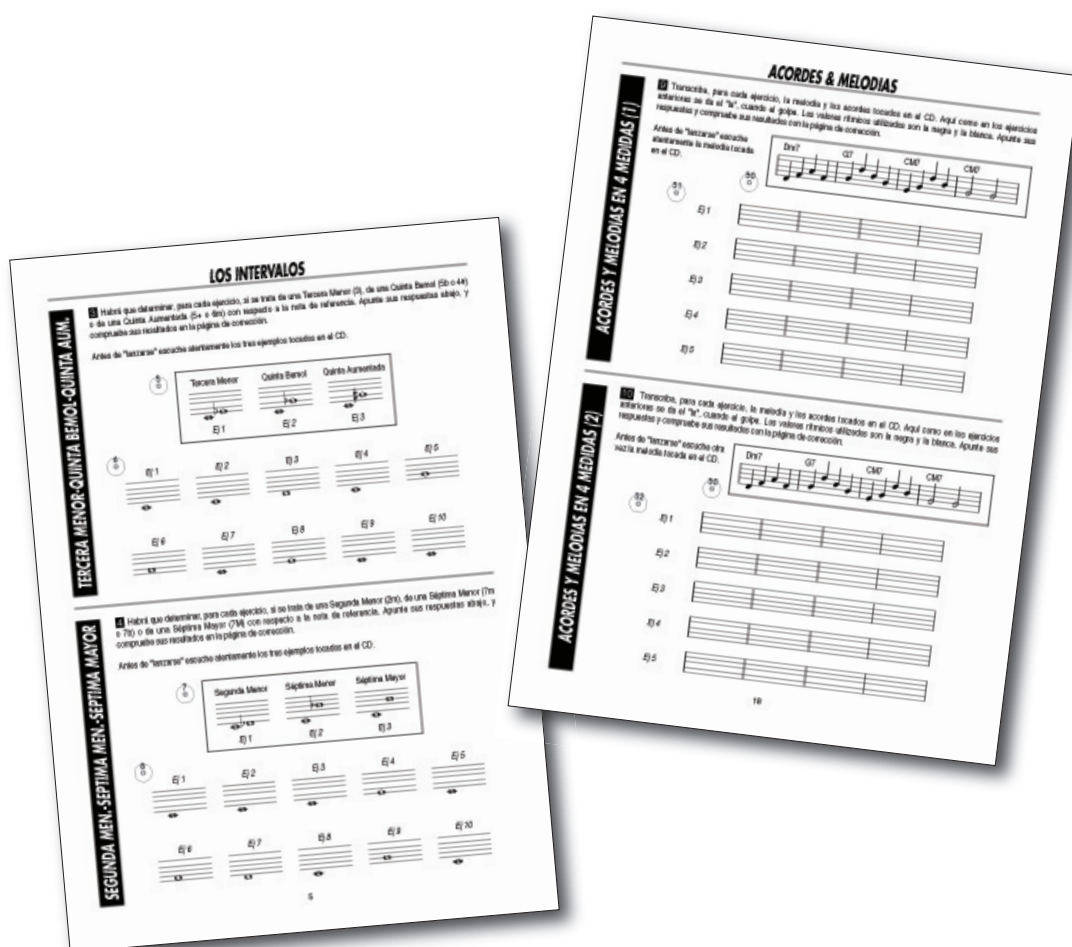 LOS INTERVALOS
TERCERA MENOR-QUINTA BEMOL-QUINTA AUM.
3 Habrá que determinar, para cada ejercicio, si se trata de una Tercera Menor (3), de una Quinta Bemol (5b o 4#)
o de una Quinta Aumentada (5+ o 6m) con respecto a la nota de referencia. Apunte sus respuestas abajo, y
compruebe sus resultados en la página de corrección.
Antes de "lanzarse" escuche atentamente los tres ejemplos tocados en el CD.
Tercera Menor Quinta Bemol Quinta Aumentada
Ej 1 Ej 2 Ej 3
6
Ej 1 Ej 2 Ej 3 Ej 4 Ej 5
Ej 6 Ej 7 Ej 8 Ej 9 Ej 10
SEGUNDA MEN.-SEPTIMA MEN.-SEPTIMA MAYOR
4 Habrá que determinar, para cada ejercicio, si se trata de una Segunda Menor (2m), de una Séptima Menor (7m
o de una Séptima Mayor (7M) con respecto a la nota de referencia. Apunte sus respuestas abajo, y
compruebe sus resultados en la página de corrección.
Antes de "lanzarse" escuche atentamente los tres ejemplos tocados en el CD.
7
Segunda Menor Séptima Menor Séptima Mayor
Ej 1 Ej 2 Ej 3
8
Ej 1 Ej 2 Ej 3 Ej 4 Ej 5
Ej 6 Ej 7 Ej 8 Ej 9 Ej 10
5
ACORDES & MELODIAS
ACORDES Y MELODIAS EN 4 MEDIDAS (1)
9 Transcriba, para cada ejercicio, la melodía y los acordes tocados en el CD. Aquí como en los ejercicios
anteriores se da el "la", cuando el golpe. Los valores rítmicos utilizados son la negra y la blanca. Apunte sus
respuestas y compruebe sus resultados con la página de corrección.
Antes de "lanzarse" escuche
atentamente la melodía tocada
en el CD.
50
Dm7 G7 CM7 CM7
51
Ej 1
Ej 2
Ej 3
Ej 4
Ej 5
ACORDES Y MELODIAS EN 4 MEDIDAS (2)
10 Transcriba, para cada ejercicio, la melodía y los acordes tocados en el CD. Aquí como en los ejercicios
anteriores se da el "la", cuando el golpe. Los valores rítmicos utilizados son la negra y la blanca. Apunte sus
respuestas y compruebe sus resultados con la página de corrección.
Antes de "lanzarse" escuche otra
vez la melodía tocada en el CD.
50
Dm7 G7 CM7 CM7
52
Ej 1
Ej 2
Ej 3
Ej 4
Ej 5
18